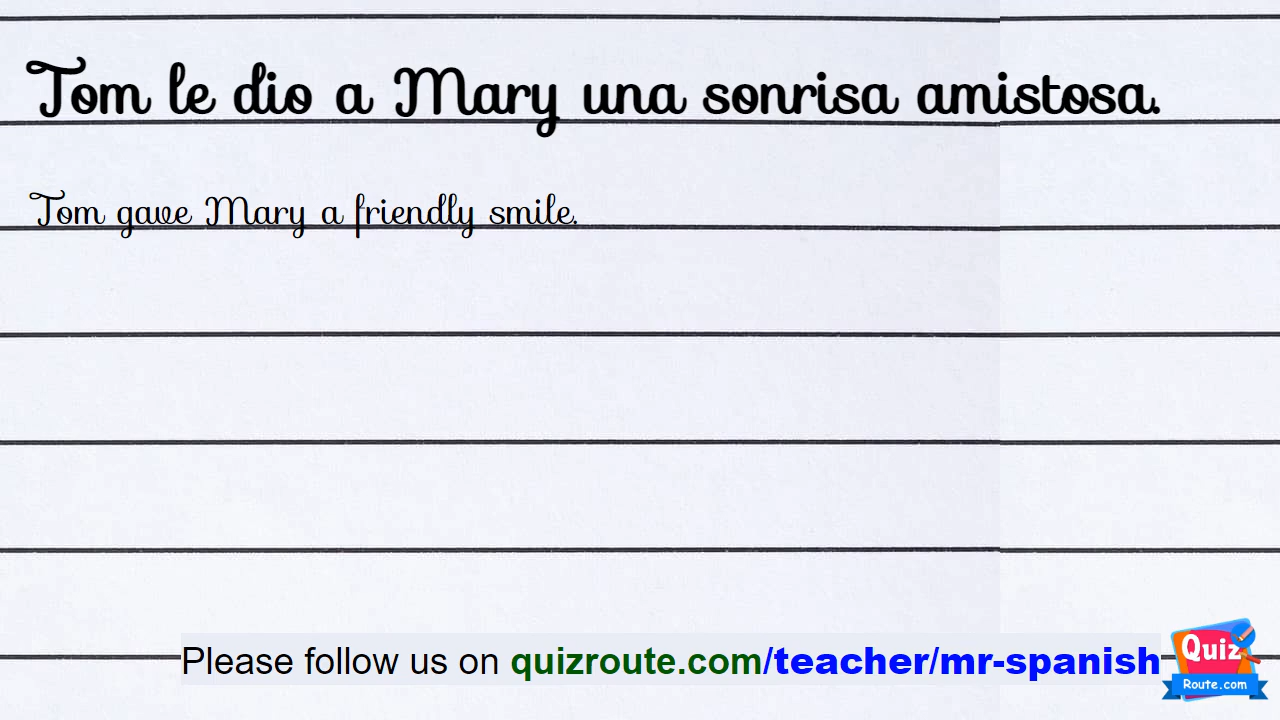 Tom le dio a Mary una sonrisa amistosa.
Tom gave Mary a friendly smile.
Please follow us on quizroute.com/teacher/mr-spanish
Quiz
Route.com